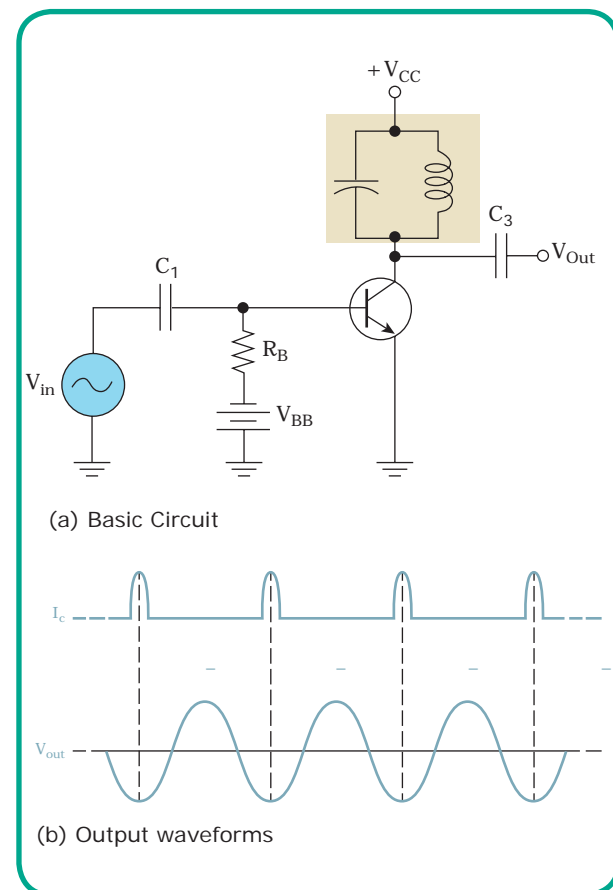 +V_CC
C_3
V_Out
C_1
R_B
V_in
V_BB
(a) Basic Circuit
I_c
V_out
(b) Output waveforms